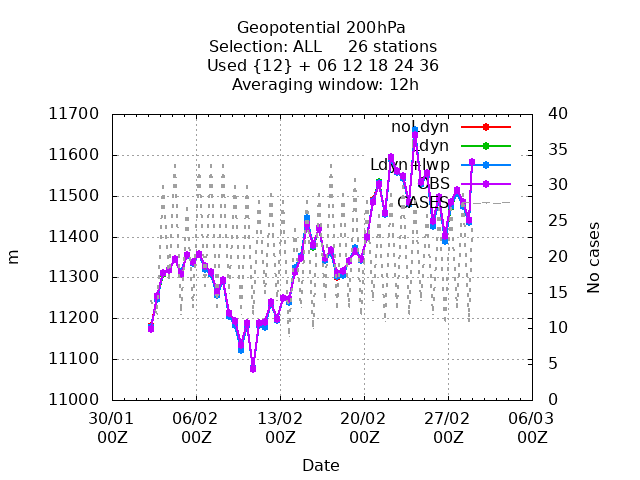 Geopotential 200hPa
Selection: ALL 26 stations
Used {12} + 06 12 18 24 36
Averaging window: 12h
11700
11600
11500
11400
11300
11200
11100
11000
m
40
35
30
25
20
15
10
5
0
No cases
noLdyn
Ldyn
Ldyn+lwp
OBS
CASES
30/01 06/02 13/02 20/02 27/02 06/03
00Z 00Z 00Z 00Z 00Z 00Z
Date